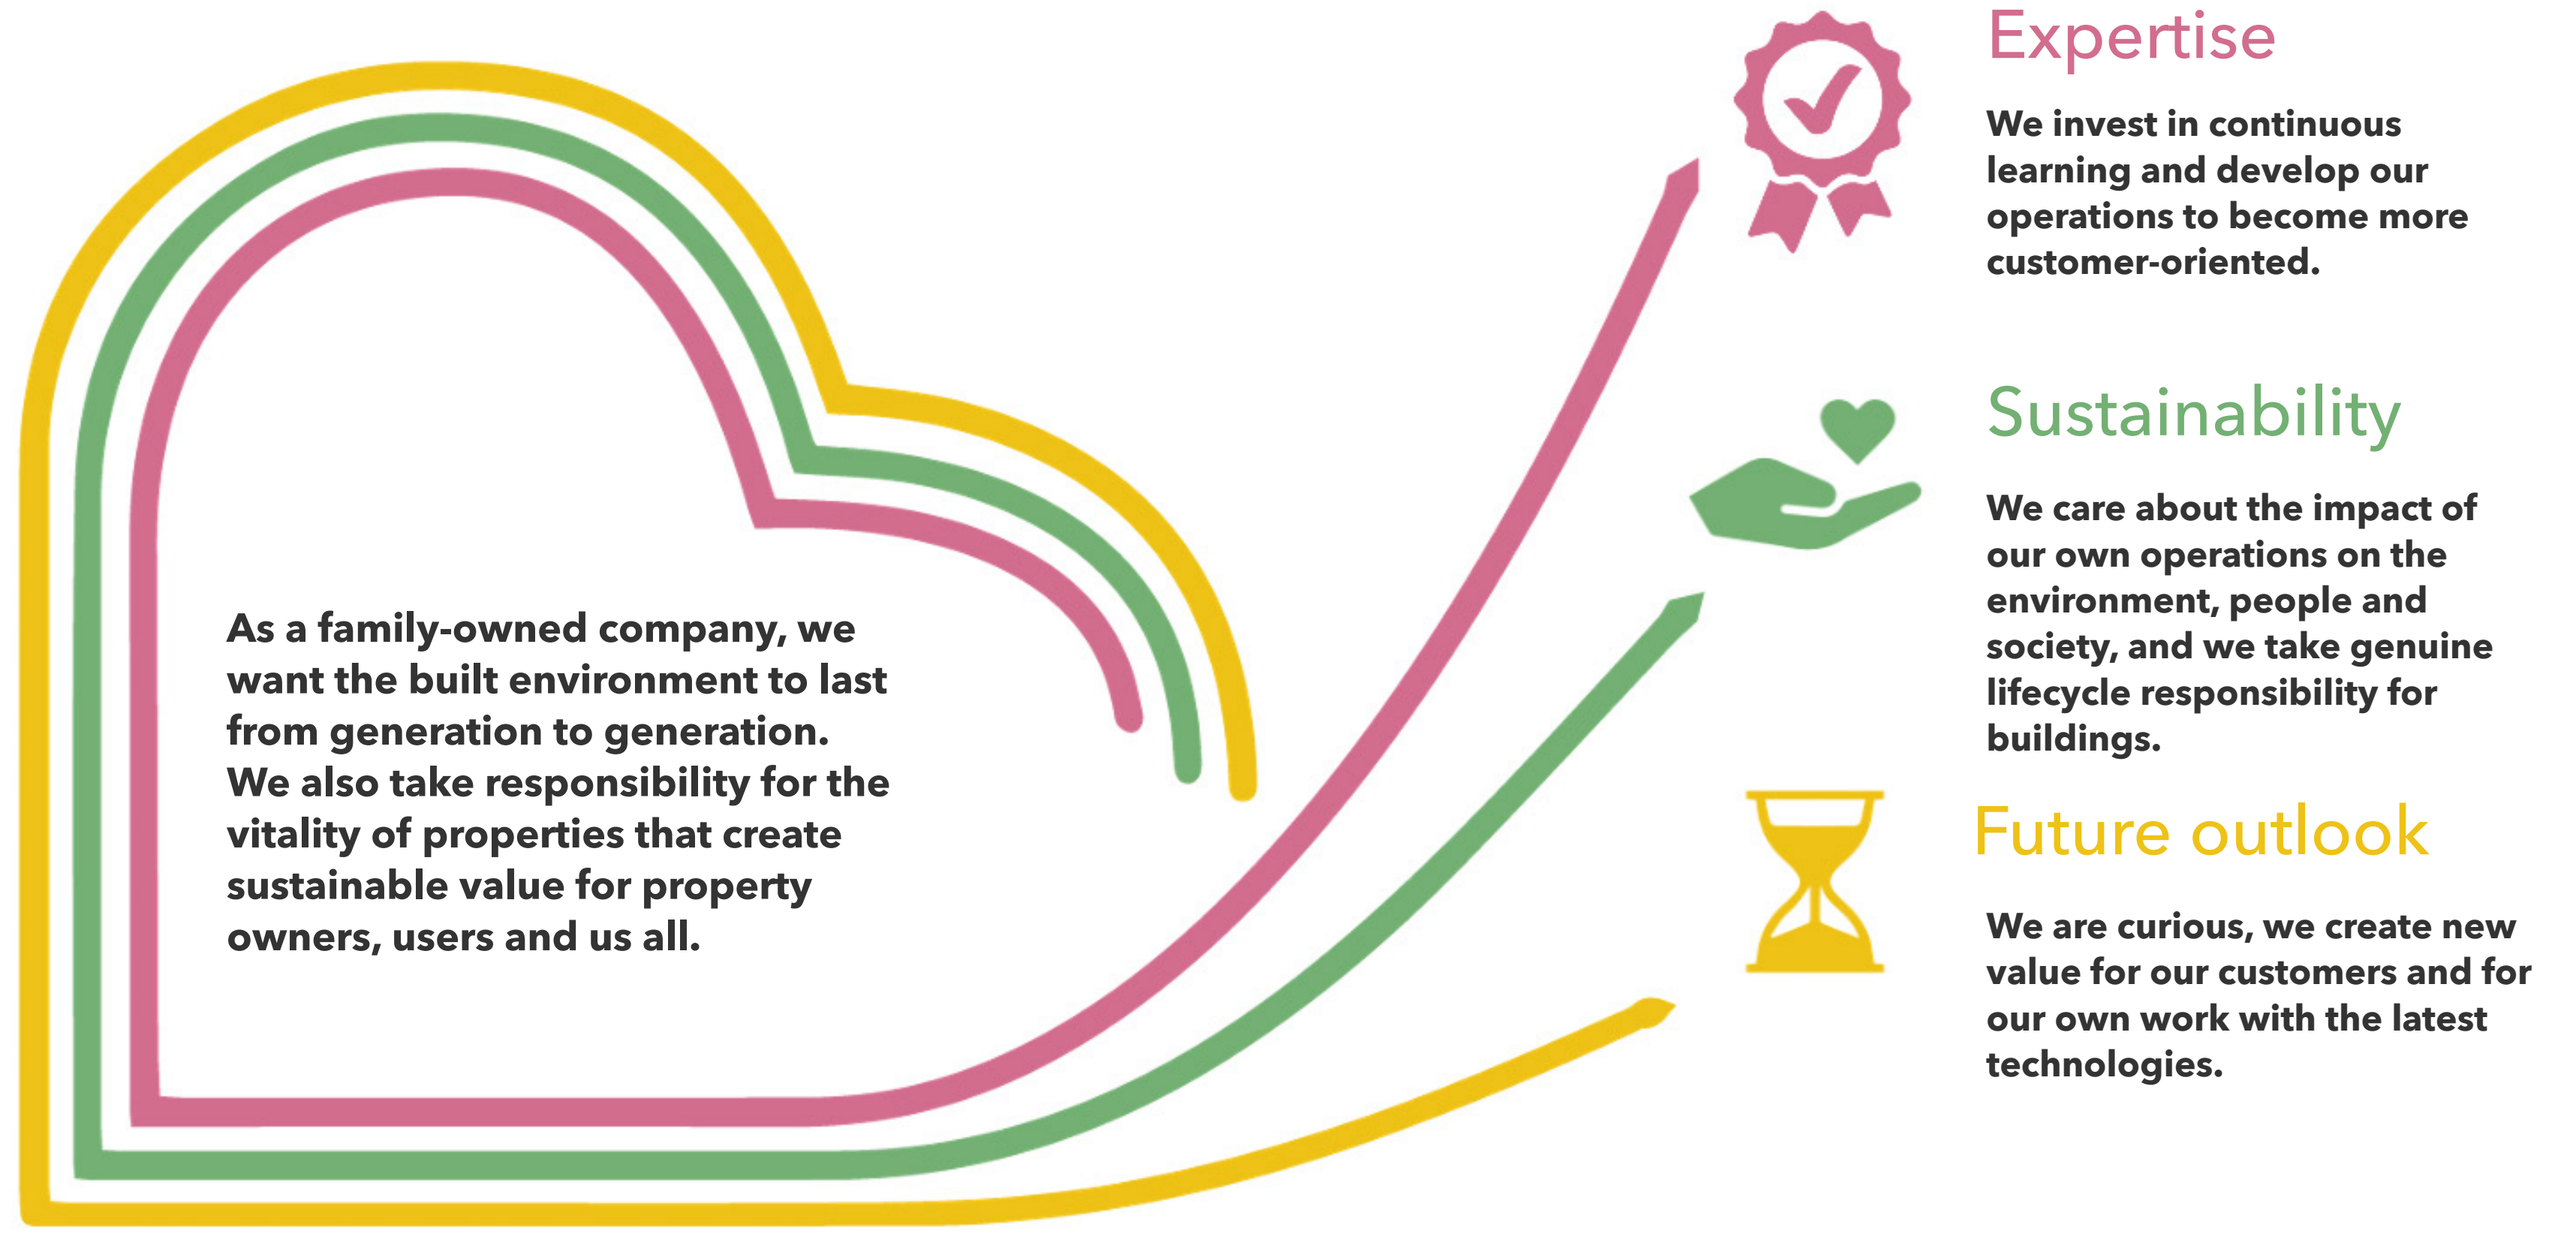 As a family-owned company, we
want the built environment to last
from generation to generation.
We also take responsibility for the
vitality of properties that create
sustainable value for property
owners, users and us all.
Expertise
We invest in continuous
learning and develop our
operations to become more
customer-oriented.
Sustainability
We care about the impact of
our own operations on the
environment, people and
society, and we take genuine
lifecycle responsibility for
buildings.
Future outlook
We are curious, we create new
value for our customers and for
our own work with the latest
technologies.